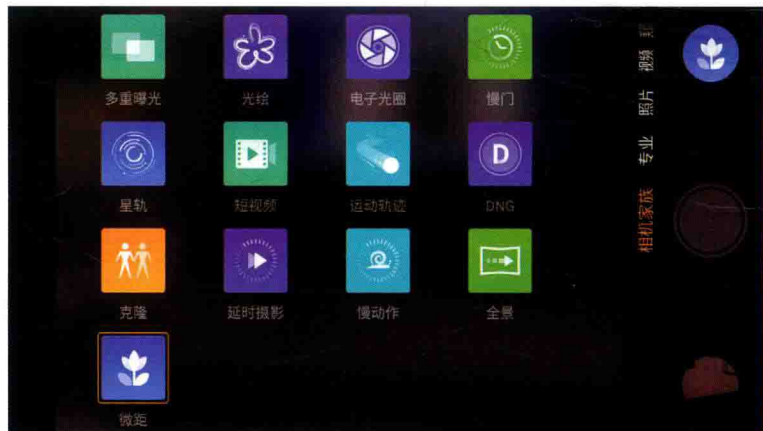 多重曝光
光绘
电子光圈
慢门
星轨
短视频
运动轨迹
D
DNG
克隆
延时摄影
慢动作
全景
微距
视频
照片
专业
相机家族